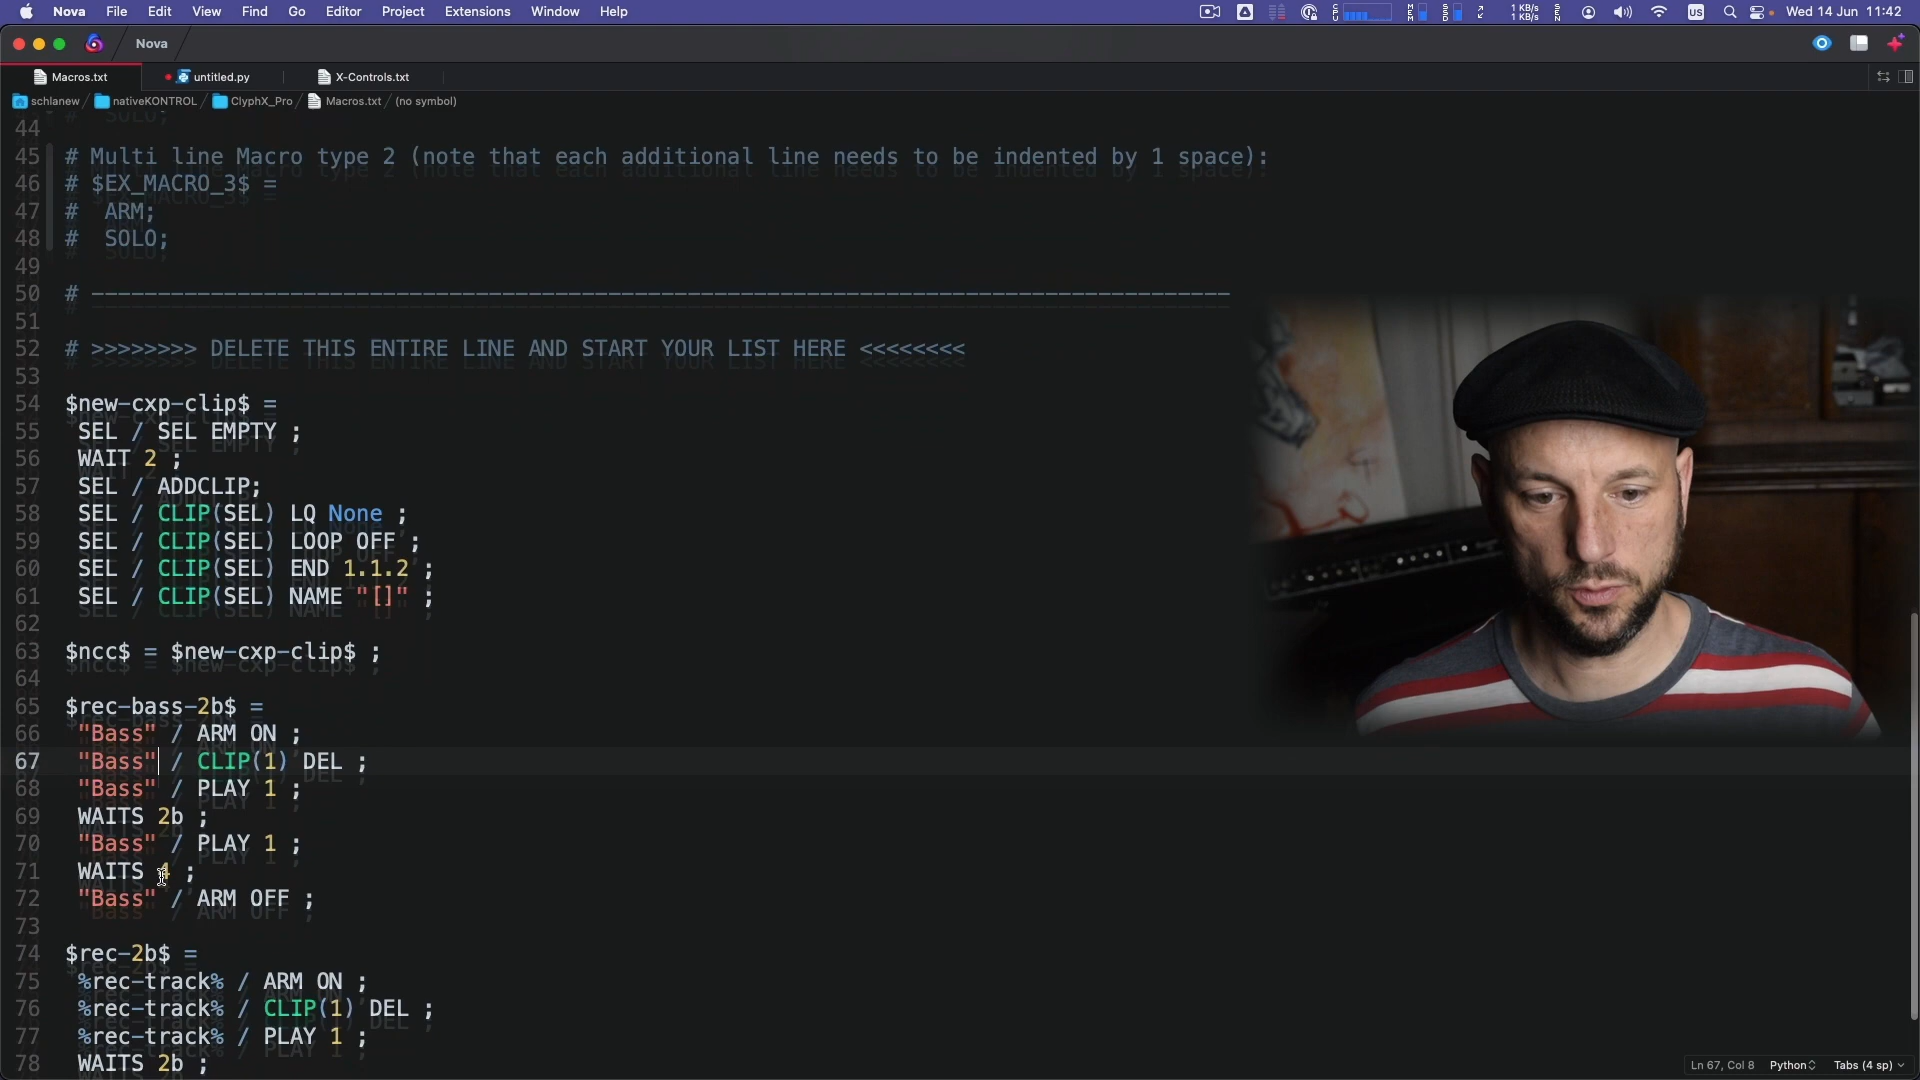 Nova File Edit View Find Go Editor Project Extensions Window Help
1 KB/s
1 KB/s
US
Wed 14 Jun 11:42
Nova
Macros.txt untitled.py X-Controls.txt
schlanew / nativeKONTROL / ClyphX_Pro / Macros.txt / (no symbol)
44
45 # Multi line Macro type 2 (note that each additional line needs to be indented by 1 space):
46 # $EX_MACRO_3$ =
47 #  ARM;
48 #  SOLO;
49
50 # --------------------------------------------------------------------------------------
51
52 # >>>>>>>> DELETE THIS ENTIRE LINE AND START YOUR LIST HERE <<<<<<<<
53
54 $new-cxp-clip$ =
55  SEL / SEL EMPTY ;
56  WAIT 2 ;
57  SEL / ADDCLIP;
58  SEL / CLIP(SEL) LQ None ;
59  SEL / CLIP(SEL) LOOP OFF ;
60  SEL / CLIP(SEL) END 1.1.2 ;
61  SEL / CLIP(SEL) NAME "[]" ;
62
63 $ncc$ = $new-cxp-clip$ ;
64
65 $rec-bass-2b$ =
66  "Bass" / ARM ON ;
67  "Bass" / CLIP(1) DEL ;
68  "Bass" / PLAY 1 ;
69  WAITS 2b ;
70  "Bass" / PLAY 1 ;
71  WAITS 4 ;
72  "Bass" / ARM OFF ;
73
74 $rec-2b$ =
75  %rec-track% / ARM ON ;
76  %rec-track% / CLIP(1) DEL ;
77  %rec-track% / PLAY 1 ;
78  WAITS 2b ;
Ln 67, Col 8 Python Tabs (4 sp)